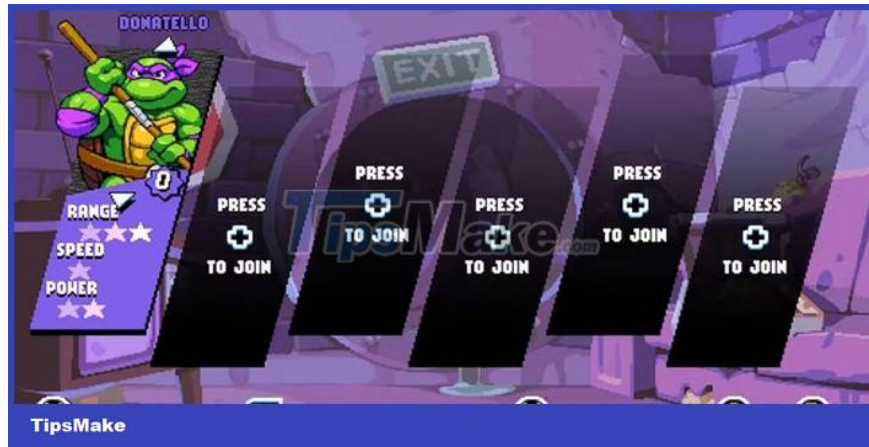 DONATELLO
EXIT
0
RANGE
SPEED
POWER
PRESS
TO JOIN
PRESS
TO JOIN
PRESS
TO JOIN
PRESS
TO JOIN
PRESS
TO JOIN
TipsMake.com
TipsMake